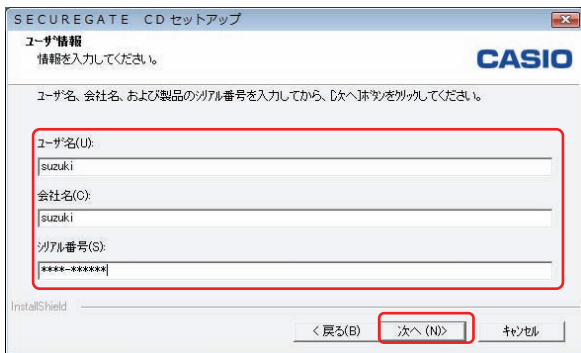 SECUREGATE CDセットアップ
ユーザ情報
情報を入力してください。
CASIO
ユーザ名、会社名、および製品のシリアル番号を入力してから、[次へ]ボタンをクリックしてください。
ユーザ名(U):
suzuki
会社名(C):
suzuki
シリアル番号(S):
****-******
InstallShield
< 戻る(B)
次へ (N)>
キャンセル